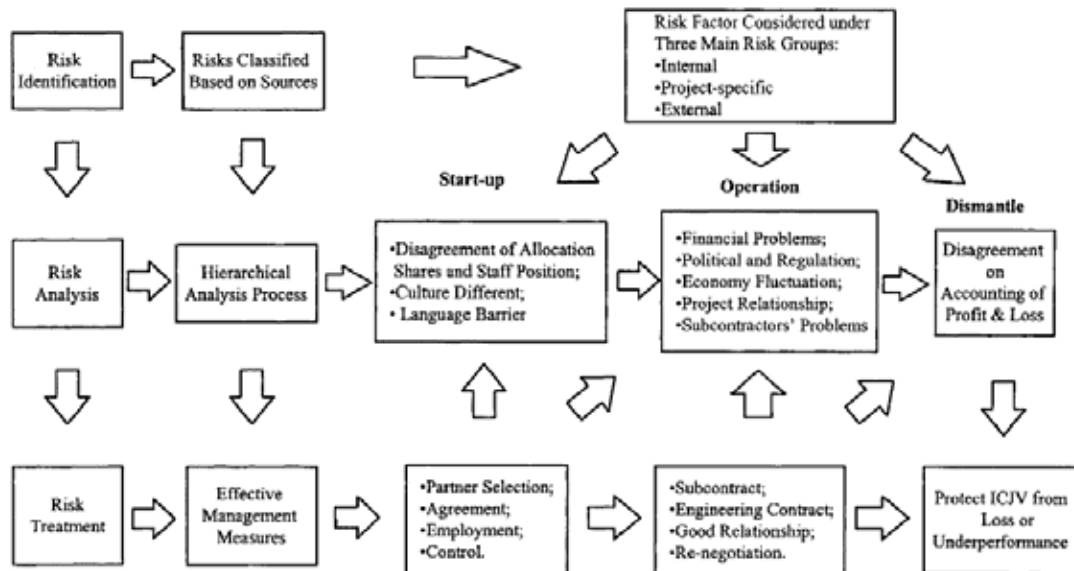 Risk
Identification
Risks Classified
Based on Sources
Risk Factor Considered under
Three Main Risk Groups:
•Internal
•Project-specific
•External
Start-up
Operation
Dismantle
Risk
Analysis
Hierarchical
Analysis Process
•Disagreement of Allocation
Shares and Staff Position;
•Culture Different;
• Language Barrier
•Financial Problems;
•Political and Regulation;
•Economy Fluctuation;
•Project Relationship;
•Subcontractors' Problems
Disagreement
on
Accounting of
Profit & Loss
Risk
Treatment
Effective
Management
Measures
•Partner Selection;
•Agreement;
•Employment;
•Control.
•Subcontract;
•Engineering Contract;
•Good Relationship;
•Re-negotiation.
Protect ICJV from
Loss or
Underperformance